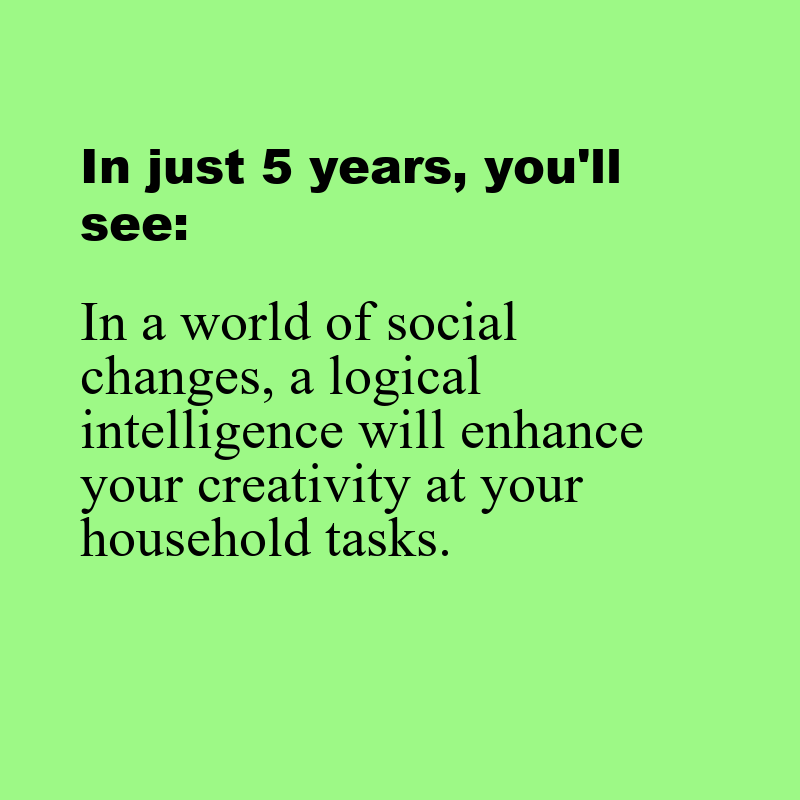 In just 5 years, you'll
see:
In a world of social
changes, a logical
intelligence will enhance
your creativity at your
household tasks.